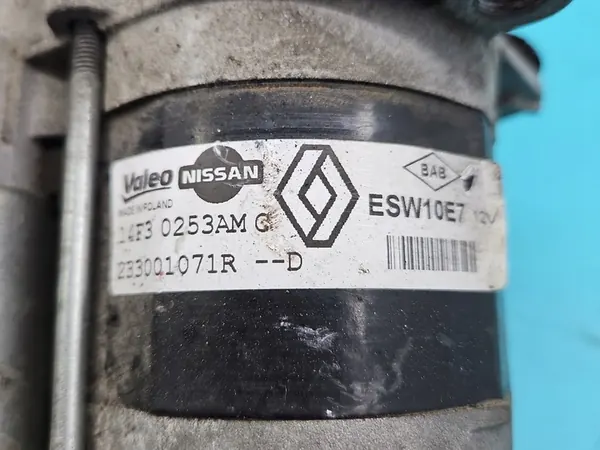 Valeo NISSAN
BAB
MADE IN POLAND
ESW10E7 12V
14F3 0253AM C
233001071R --D